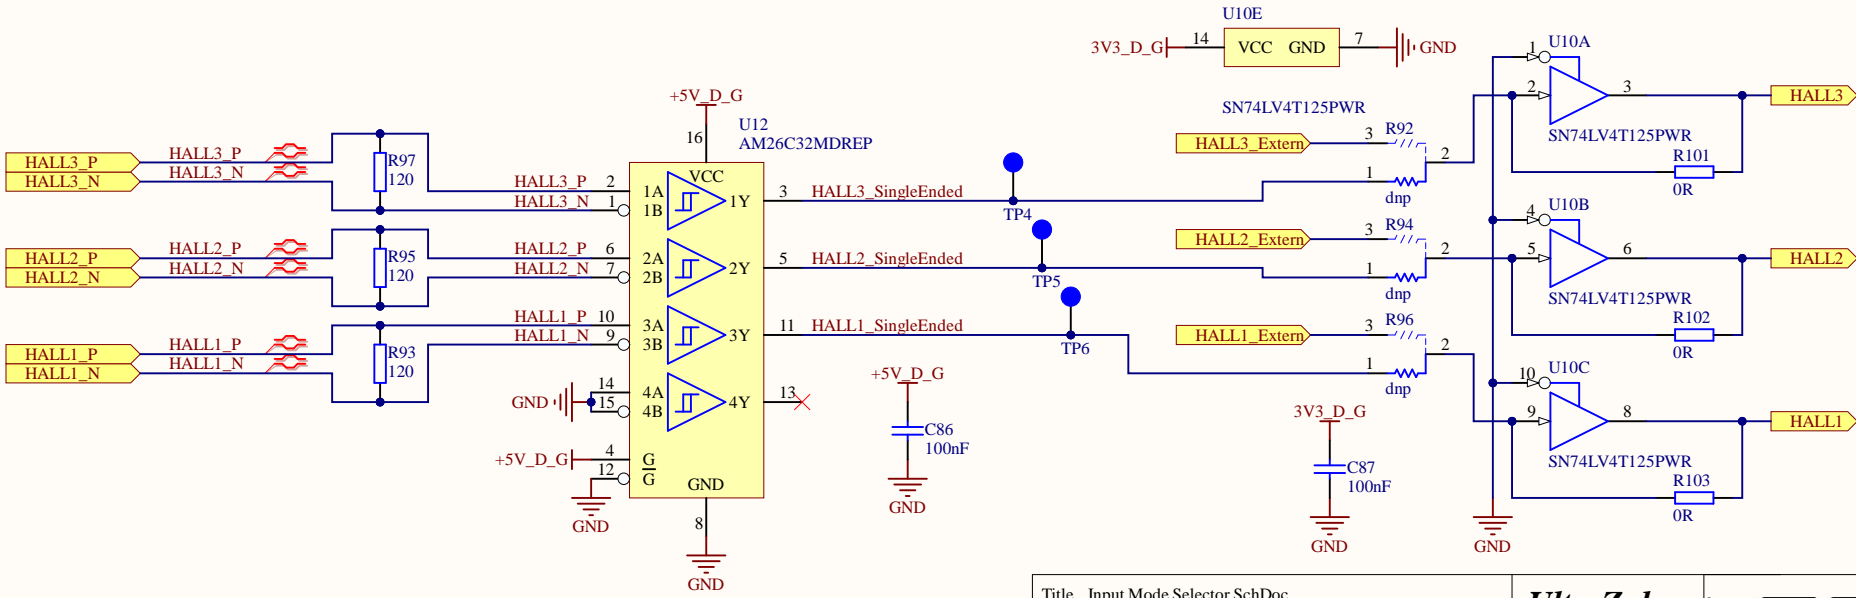 U10E
3V3_D_G 14 VCC GND 7 GND
SN74LV4T125PWR
+5V_D_G
16
U12
AM26C32MDREP
HALL3_P HALL3_P
HALL3_N HALL3_N
R97
120
HALL3_P 2
HALL3_N 1
HALL2_P HALL2_P
HALL2_N HALL2_N
R95
120
HALL2_P 6
HALL2_N 7
HALL1_P HALL1_P
HALL1_N HALL1_N
R93
120
HALL1_P 10
HALL1_N 9
GND 14
15
+5V_D_G 4
12
GND
VCC
1A
1B 1Y
2A
2B 2Y
3A
3B 3Y
4A
4B 4Y
G
G
GND
8
GND
3 HALL3_SingleEnded
TP4
5 HALL2_SingleEnded
TP5
11 HALL1_SingleEnded
TP6
13
+5V_D_G
C86
100nF
GND
HALL3_Extern 3 R92
2
1
dnp
HALL2_Extern 3 R94
2
1
dnp
HALL1_Extern 3 R96
2
1
dnp
3V3_D_G
C87
100nF
GND
1 U10A
2 3 HALL3
SN74LV4T125PWR
R101
0R
4 U10B
5 6 HALL2
SN74LV4T125PWR
R102
0R
10 U10C
9 8 HALL1
SN74LV4T125PWR
R103
0R
GND
Title Input Mode Selector.SchDoc